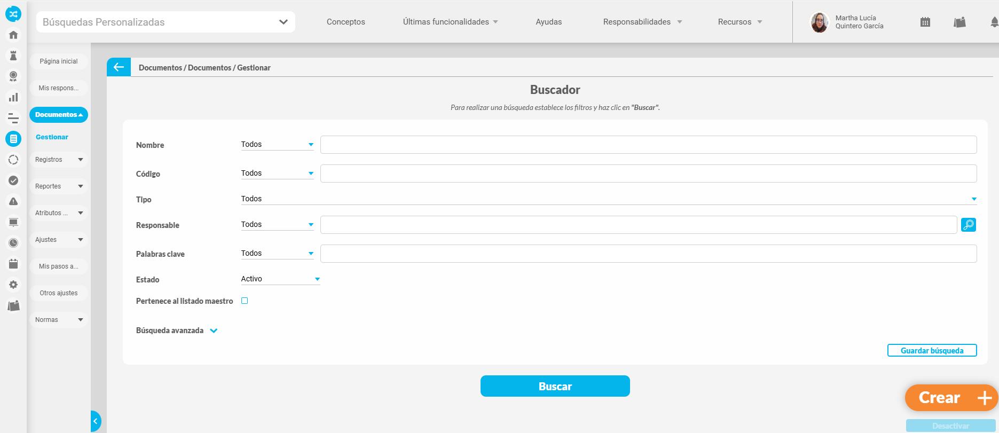 Búsquedas Personalizadas
Conceptos
Últimas funcionalidades
Ayudas
Responsabilidades
Recursos
Martha Lucía
Quintero García
Página inicial
Mis respons...
Documentos
Gestionar
Registros
Reportes
Atributos ...
Ajustes
Mis pasos a...
Otros ajustes
Normas
Documentos / Documentos / Gestionar
Buscador
Para realizar una búsqueda establece los filtros y haz clic en "Buscar".
Nombre Todos
Código Todos
Tipo Todos
Responsable Todos
Palabras clave Todos
Estado Activo
Pertenece al listado maestro
Búsqueda avanzada
Guardar búsqueda
Buscar
Crear
Desactivar